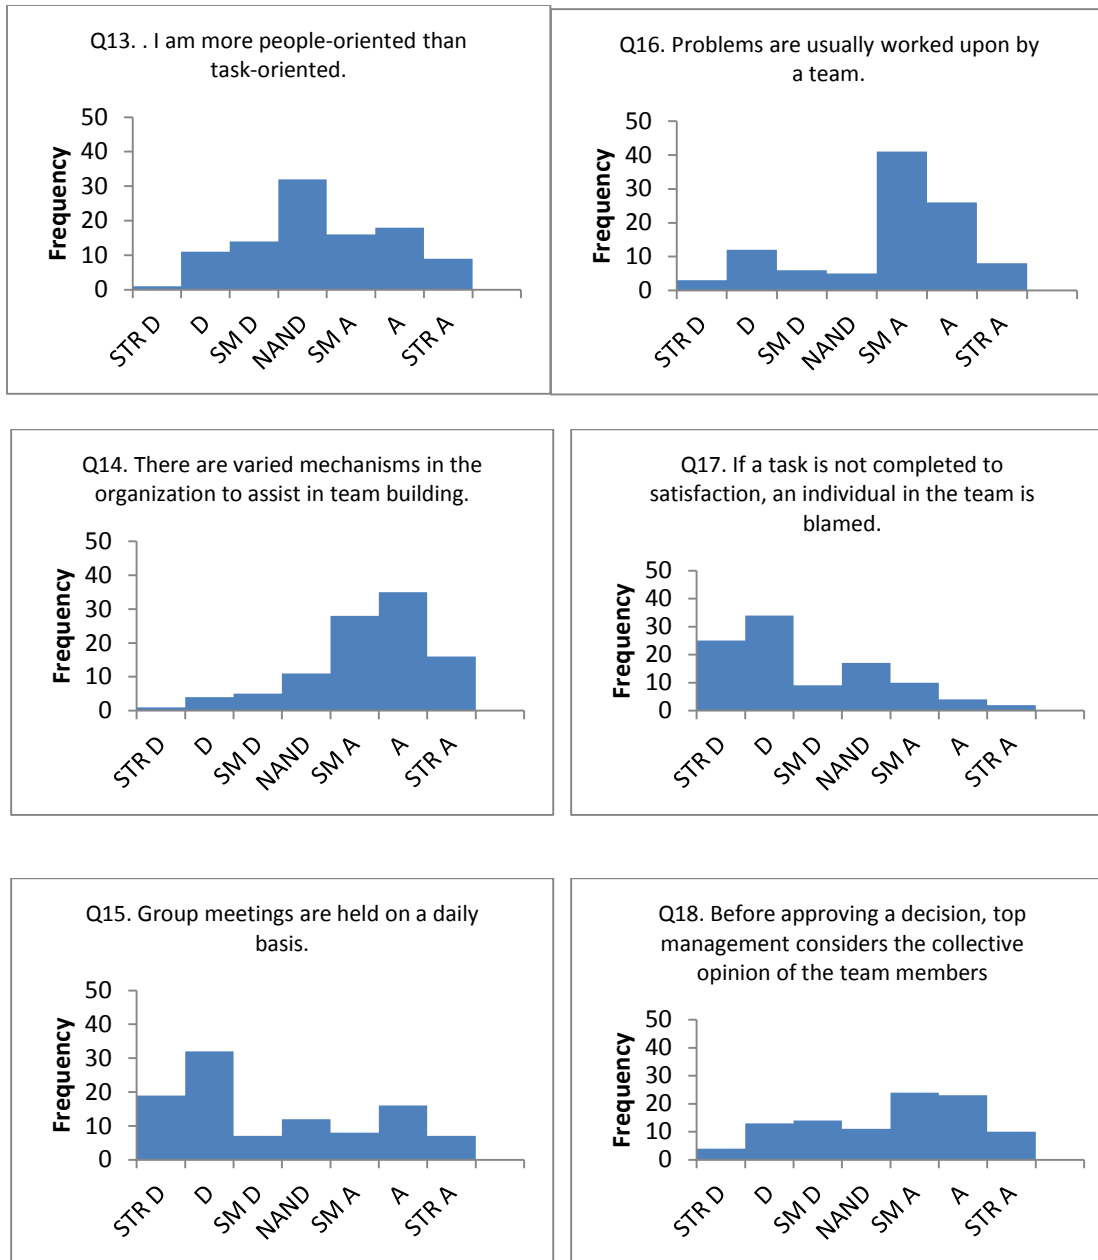 Q13. . I am more people-oriented than
task-oriented.
50
40
30
20
10
0
Frequency
STR D
D
SM D
NAND
SM A
A
STR A
Q16. Problems are usually worked upon by
a team.
50
40
30
20
10
0
Frequency
STR D
D
SM D
NAND
SM A
A
STR A
Q14. There are varied mechanisms in the
organization to assist in team building.
50
40
30
20
10
0
Frequency
STR D
D
SM D
NAND
SM A
A
STR A
Q17. If a task is not completed to
satisfaction, an individual in the team is
blamed.
50
40
30
20
10
0
Frequency
STR D
D
SM D
NAND
SM A
A
STR A
Q15. Group meetings are held on a daily
basis.
50
40
30
20
10
0
Frequency
STR D
D
SM D
NAND
SM A
A
STR A
Q18. Before approving a decision, top
management considers the collective
opinion of the team members
50
40
30
20
10
0
Frequency
STR D
D
SM D
NAND
SM A
A
STR A